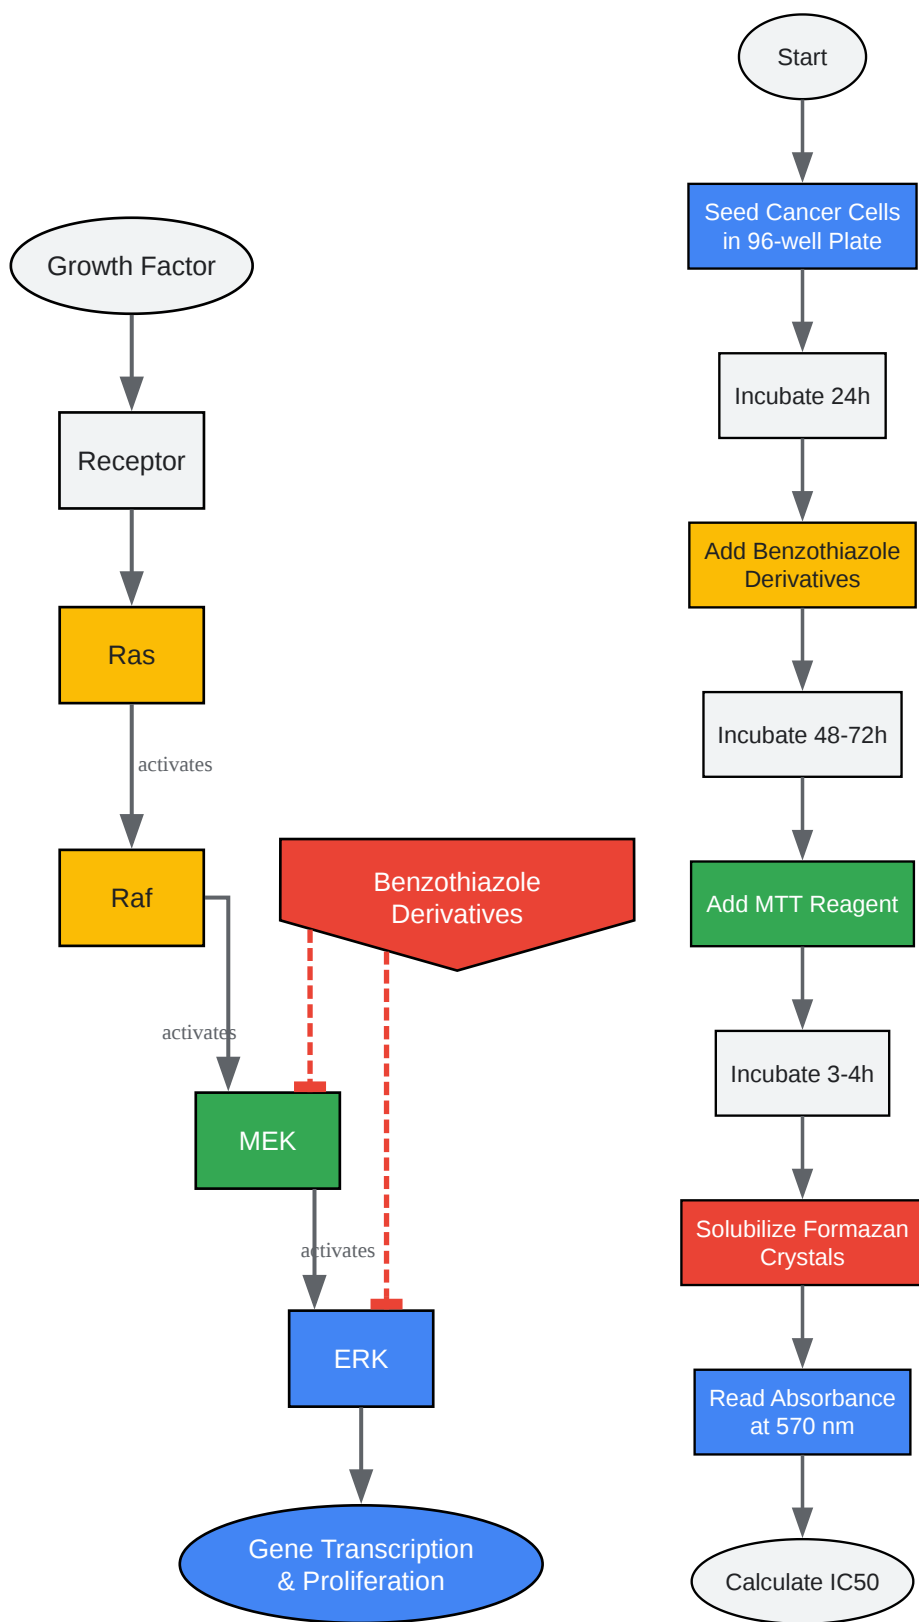 Growth Factor
Receptor
Ras
activates
Raf
Benzothiazole
Derivatives
activates
MEK
activates
ERK
Gene Transcription
& Proliferation
Start
Seed Cancer Cells
in 96-well Plate
Incubate 24h
Add Benzothiazole
Derivatives
Incubate 48-72h
Add MTT Reagent
Incubate 3-4h
Solubilize Formazan
Crystals
Read Absorbance
at 570 nm
Calculate IC50